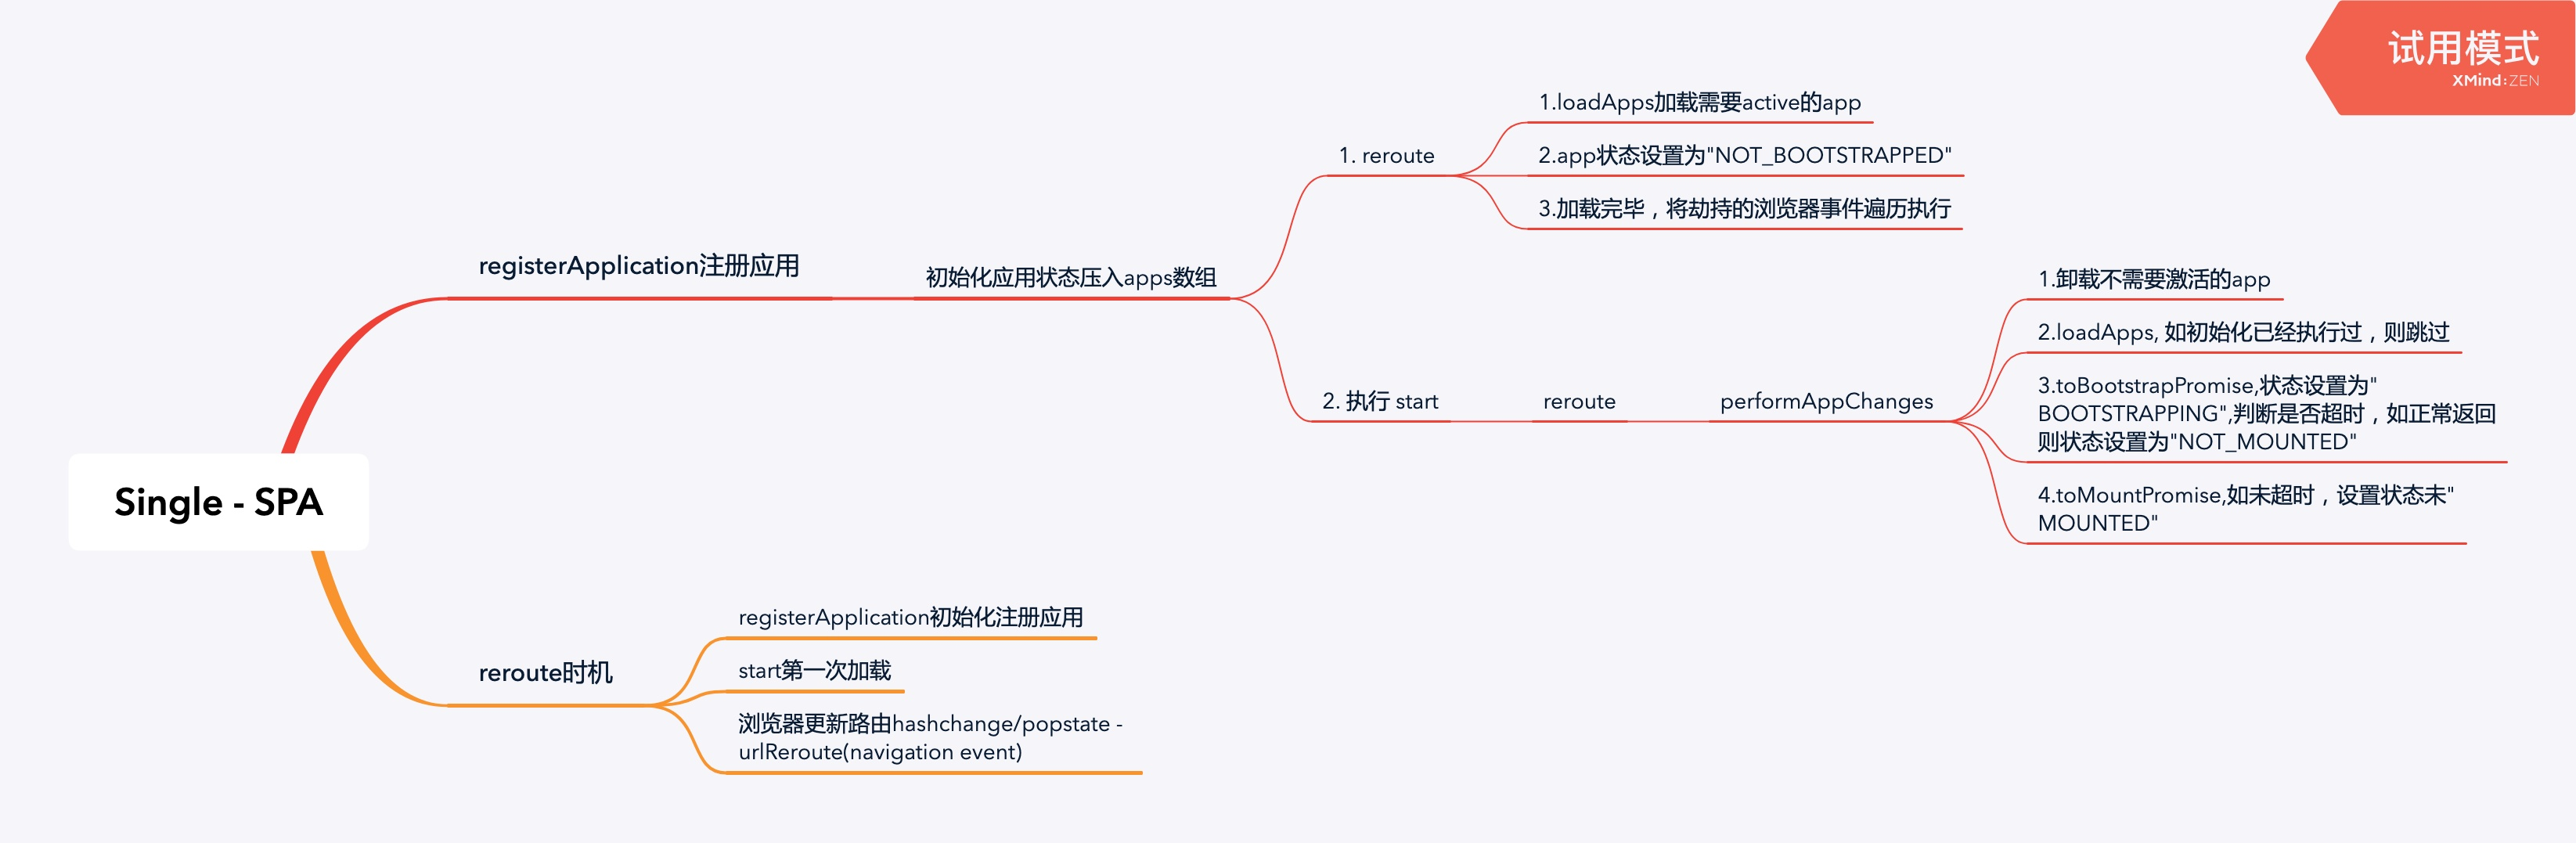 试用模式
XMind:ZEN
Single - SPA
registerApplication注册应用
初始化应用状态压入apps数组
1. reroute
1.loadApps加载需要active的app
2.app状态设置为"NOT_BOOTSTRAPPED"
3.加载完毕，将劫持的浏览器事件遍历执行
2. 执行 start
reroute
performAppChanges
1.卸载不需要激活的app
2.loadApps, 如初始化已经执行过，则跳过
3.toBootstrapPromise,状态设置为"
BOOTSTRAPPING",判断是否超时，如正常返回
则状态设置为"NOT_MOUNTED"
4.toMountPromise,如未超时，设置状态未"
MOUNTED"
reroute时机
registerApplication初始化注册应用
start第一次加载
浏览器更新路由hashchange/popstate -
urlReroute(navigation event)